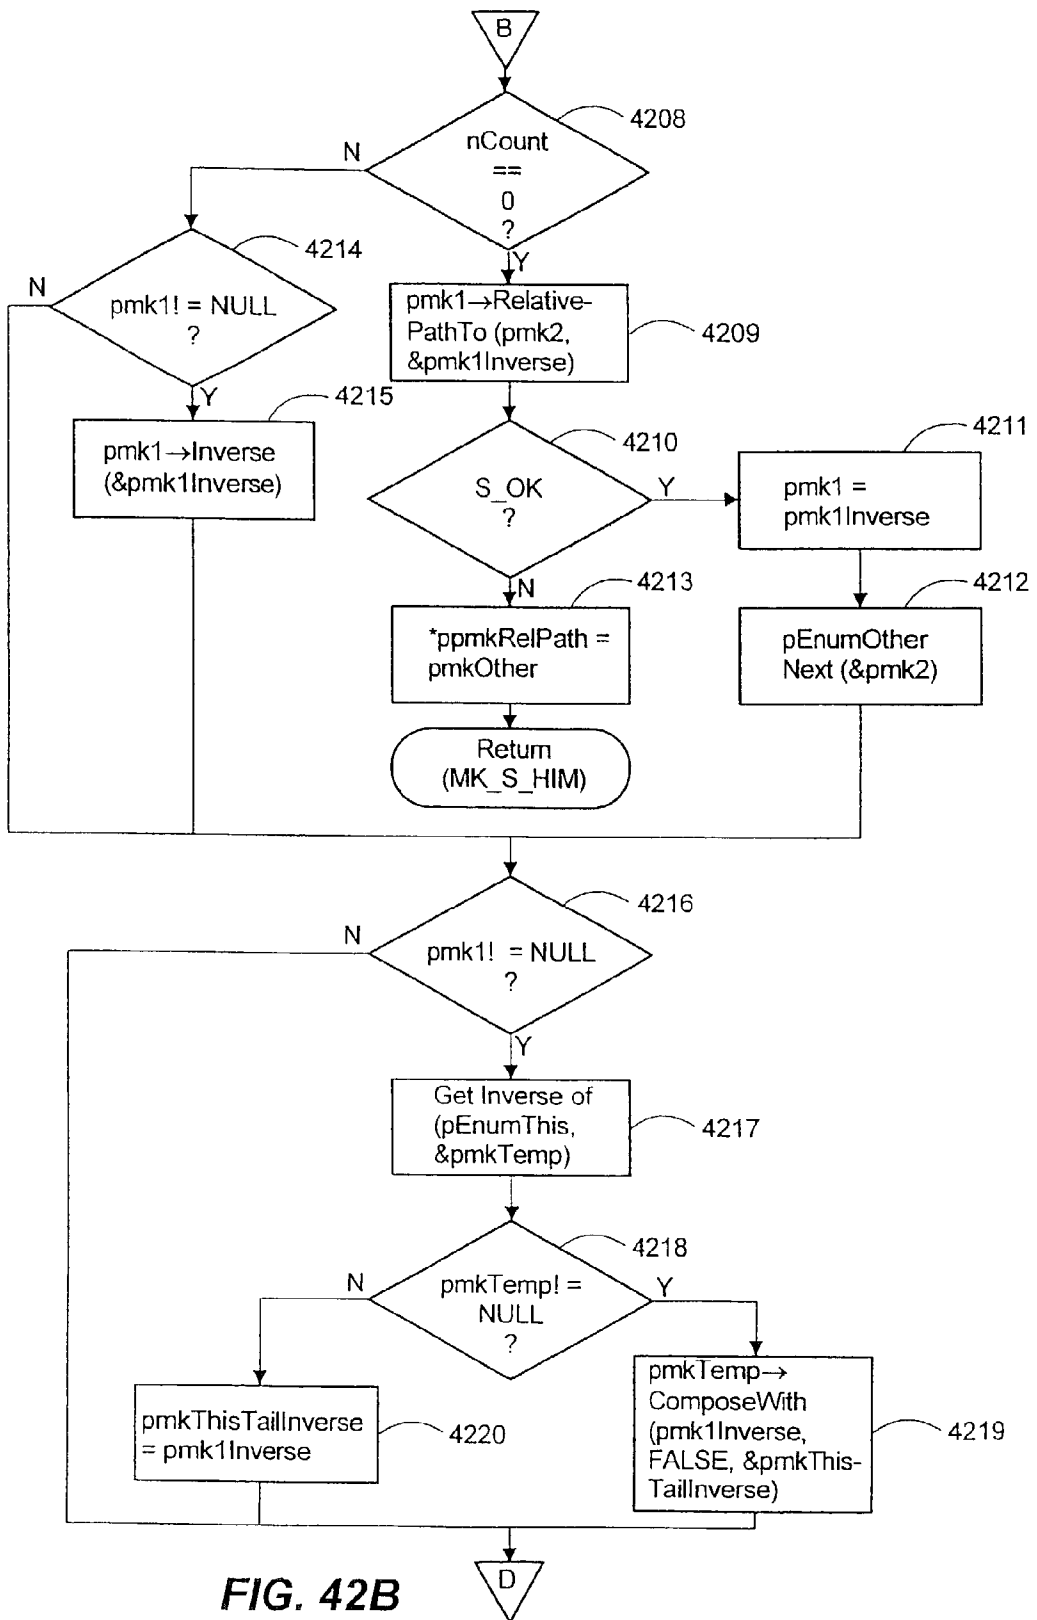 B
4208
nCount
==
0
?
N
Y
4214
pmk1! = NULL
?
N
Y
pmk1→Relative-
PathTo (pmk2,
&pmk1Inverse)
4209
4215
pmk1→Inverse
(&pmk1Inverse)
4210
S_OK
?
Y
N
4211
pmk1 =
pmk1Inverse
4213
*ppmkRelPath =
pmkOther
4212
pEnumOther
Next (&pmk2)
Return
(MK_S_HIM)
4216
pmk1! = NULL
?
N
Y
Get Inverse of
(pEnumThis,
&pmkTemp)
4217
4218
pmkTemp! =
NULL
?
N
Y
pmkThisTailInverse
= pmk1Inverse
4220
pmkTemp→
ComposeWith
(pmk1Inverse,
FALSE, &pmkThis-
TailInverse)
4219
D
FIG. 42B